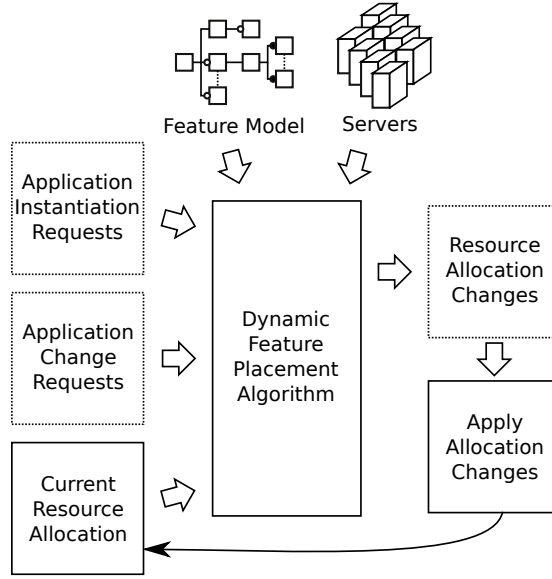 Feature Model
Servers
Application
Instantiation
Requests
Application
Change
Requests
Current
Resource
Allocation
Dynamic
Feature
Placement
Algorithm
Resource
Allocation
Changes
Apply
Allocation
Changes